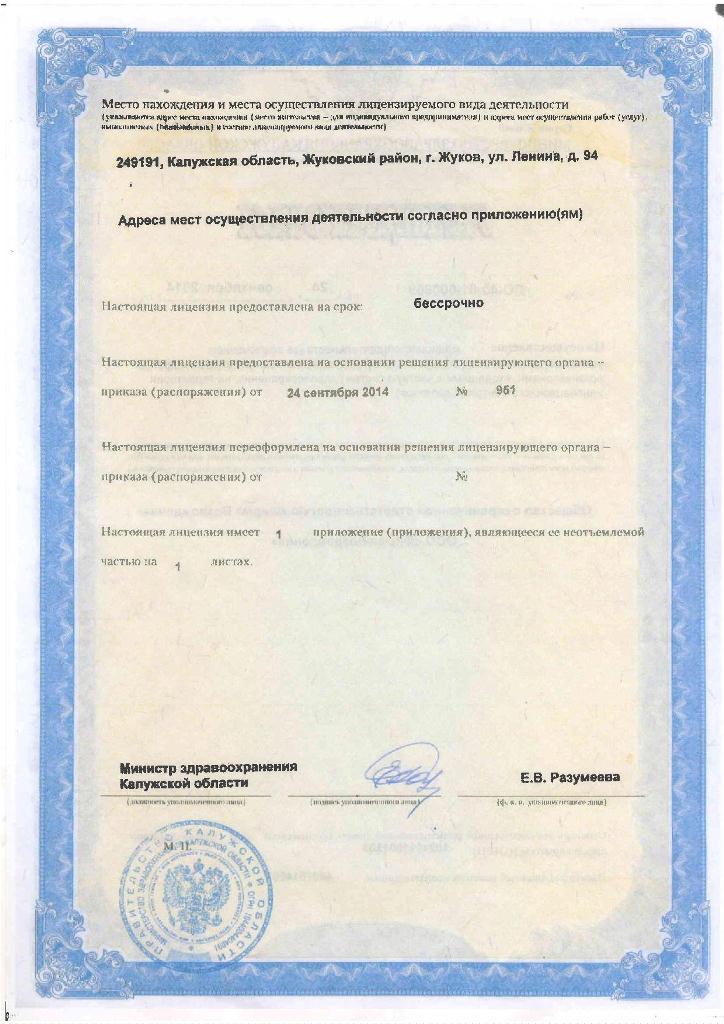 Место нахождения и места осуществления лицензируемого вида деятельности
(указываются адрес места нахождения (место жительства – для индивидуального предпринимателя) и адреса мест осуществления работ (услуг),
выполняемых (оказываемых) в составе лицензируемого вида деятельности)
249191, Калужская область, Жуковский район, г. Жуков, ул. Ленина, д. 94
Адреса мест осуществления деятельности согласно приложению(ям)
Настоящая лицензия предоставлена на срок: бессрочно
Настоящая лицензия предоставлена на основании решения лицензирующего органа –
приказа (распоряжения) от 24 сентября 2014 № 951
Настоящая лицензия переоформлена на основании решения лицензирующего органа –
приказа (распоряжения) от №
Настоящая лицензия имеет 1 приложение (приложения), являющееся ее неотъемлемой
частью на 1 листах.
Министр здравоохранения
Калужской области
Е.В. Разумеева
(должность уполномоченного лица) (подпись уполномоченного лица) (ф. и. о. уполномоченного лица)
М. П.
ПРАВИТЕЛЬСТВО КАЛУЖСКОЙ ОБЛАСТИ
МИНИСТЕРСТВО ЗДРАВООХРАНЕНИЯ КАЛУЖСКОЙ ОБЛАСТИ